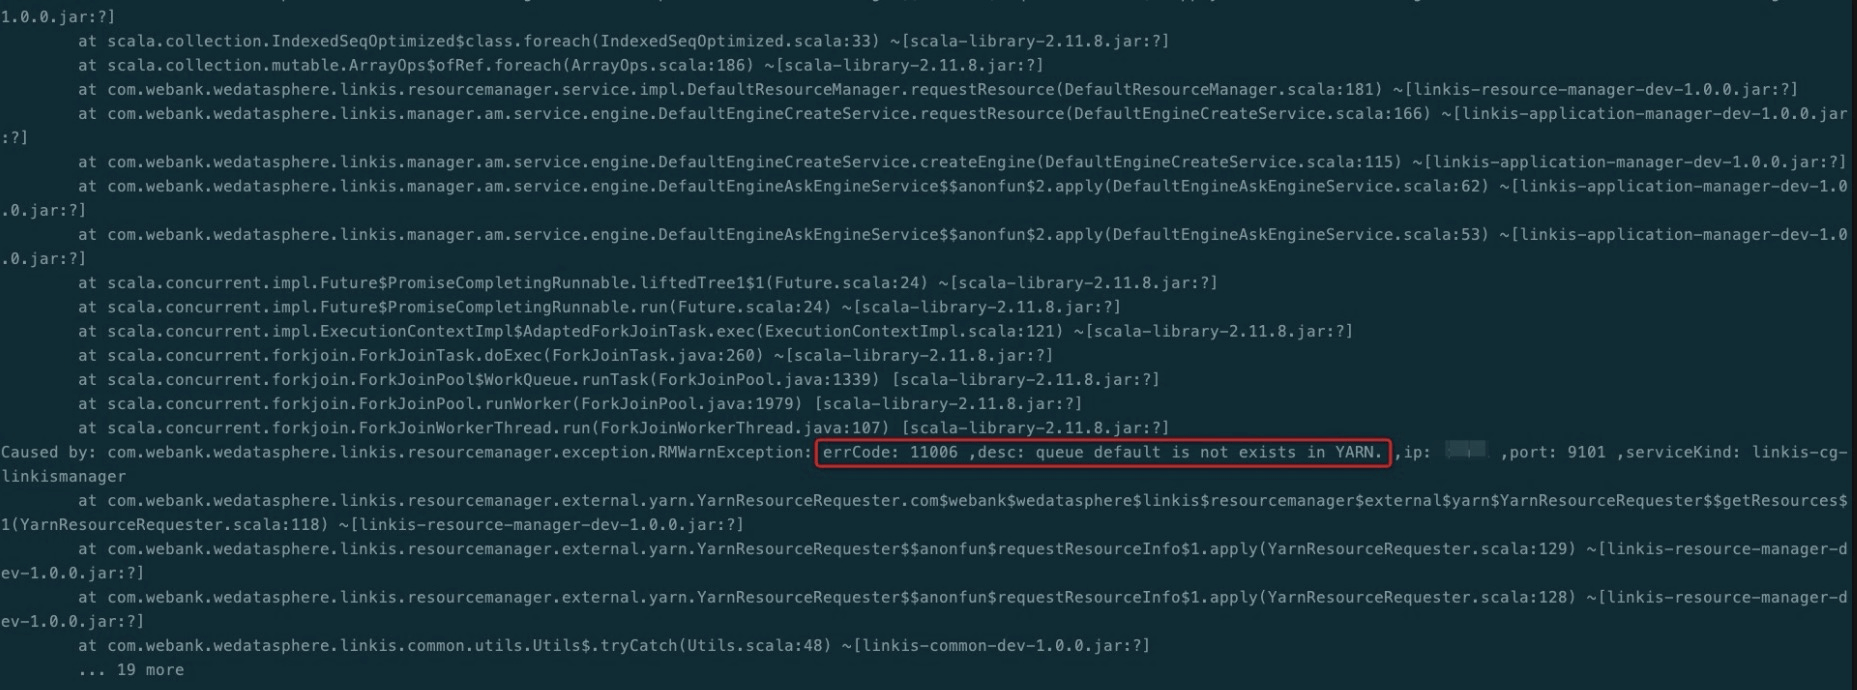 1.0.0.jar:?]
at scala.collection.IndexedSeqOptimized$class.foreach(IndexedSeqOptimized.scala:33) ~[scala-library-2.11.8.jar:?]
at scala.collection.mutable.ArrayOps$ofRef.foreach(ArrayOps.scala:186) ~[scala-library-2.11.8.jar:?]
at com.webank.wedatasphere.linkis.resourcemanager.service.impl.DefaultResourceManager.requestResource(DefaultResourceManager.scala:181) ~[linkis-resource-manager-dev-1.0.0.jar:?]
at com.webank.wedatasphere.linkis.manager.am.service.engine.DefaultEngineCreateService.requestResource(DefaultEngineCreateService.scala:166) ~[linkis-application-manager-dev-1.0.0.jar
:?]
at com.webank.wedatasphere.linkis.manager.am.service.engine.DefaultEngineCreateService.createEngine(DefaultEngineCreateService.scala:115) ~[linkis-application-manager-dev-1.0.0.jar:?]
at com.webank.wedatasphere.linkis.manager.am.service.engine.DefaultEngineAskEngineService$$anonfun$2.apply(DefaultEngineAskEngineService.scala:62) ~[linkis-application-manager-dev-1.0
.0.jar:?]
at com.webank.wedatasphere.linkis.manager.am.service.engine.DefaultEngineAskEngineService$$anonfun$2.apply(DefaultEngineAskEngineService.scala:53) ~[linkis-application-manager-dev-1.0
.0.jar:?]
at scala.concurrent.impl.Future$PromiseCompletingRunnable.liftedTree1$1(Future.scala:24) ~[scala-library-2.11.8.jar:?]
at scala.concurrent.impl.Future$PromiseCompletingRunnable.run(Future.scala:24) ~[scala-library-2.11.8.jar:?]
at scala.concurrent.impl.ExecutionContextImpl$AdaptedForkJoinTask.exec(ExecutionContextImpl.scala:121) ~[scala-library-2.11.8.jar:?]
at scala.concurrent.forkjoin.ForkJoinTask.doExec(ForkJoinTask.java:260) ~[scala-library-2.11.8.jar:?]
at scala.concurrent.forkjoin.ForkJoinPool$WorkQueue.runTask(ForkJoinPool.java:1339) [scala-library-2.11.8.jar:?]
at scala.concurrent.forkjoin.ForkJoinPool.runWorker(ForkJoinPool.java:1979) [scala-library-2.11.8.jar:?]
at scala.concurrent.forkjoin.ForkJoinWorkerThread.run(ForkJoinWorkerThread.java:107) [scala-library-2.11.8.jar:?]
Caused by: com.webank.wedatasphere.linkis.resourcemanager.exception.RMWarnException: errCode: 11006 ,desc: queue default is not exists in YARN. ,ip: ,port: 9101 ,serviceKind: linkis-cg-
linkismanager
at com.webank.wedatasphere.linkis.resourcemanager.external.yarn.YarnResourceRequester.com$webank$wedatasphere$linkis$resourcemanager$external$yarn$YarnResourceRequester$$getResources$
1(YarnResourceRequester.scala:118) ~[linkis-resource-manager-dev-1.0.0.jar:?]
at com.webank.wedatasphere.linkis.resourcemanager.external.yarn.YarnResourceRequester$$anonfun$requestResourceInfo$1.apply(YarnResourceRequester.scala:129) ~[linkis-resource-manager-d
ev-1.0.0.jar:?]
at com.webank.wedatasphere.linkis.resourcemanager.external.yarn.YarnResourceRequester$$anonfun$requestResourceInfo$1.apply(YarnResourceRequester.scala:128) ~[linkis-resource-manager-d
ev-1.0.0.jar:?]
at com.webank.wedatasphere.linkis.common.utils.Utils$.tryCatch(Utils.scala:48) ~[linkis-common-dev-1.0.0.jar:?]
... 19 more